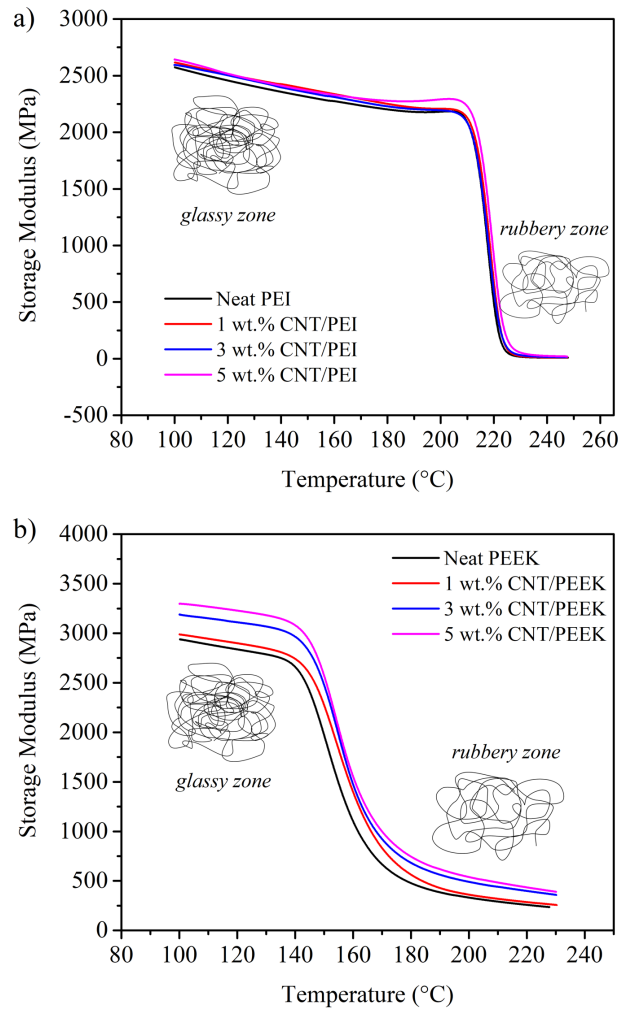 a)
3000
2500
2000
1500
1000
500
0
-500
Storage Modulus (MPa)
glassy zone
rubbery zone
Neat PEI
1 wt.% CNT/PEI
3 wt.% CNT/PEI
5 wt.% CNT/PEI
80 100 120 140 160 180 200 220 240 260
Temperature (°C)
b)
4000
3500
3000
2500
2000
1500
1000
500
0
Storage Modulus (MPa)
Neat PEEK
1 wt.% CNT/PEEK
3 wt.% CNT/PEEK
5 wt.% CNT/PEEK
glassy zone
rubbery zone
80 100 120 140 160 180 200 220 240
Temperature (°C)